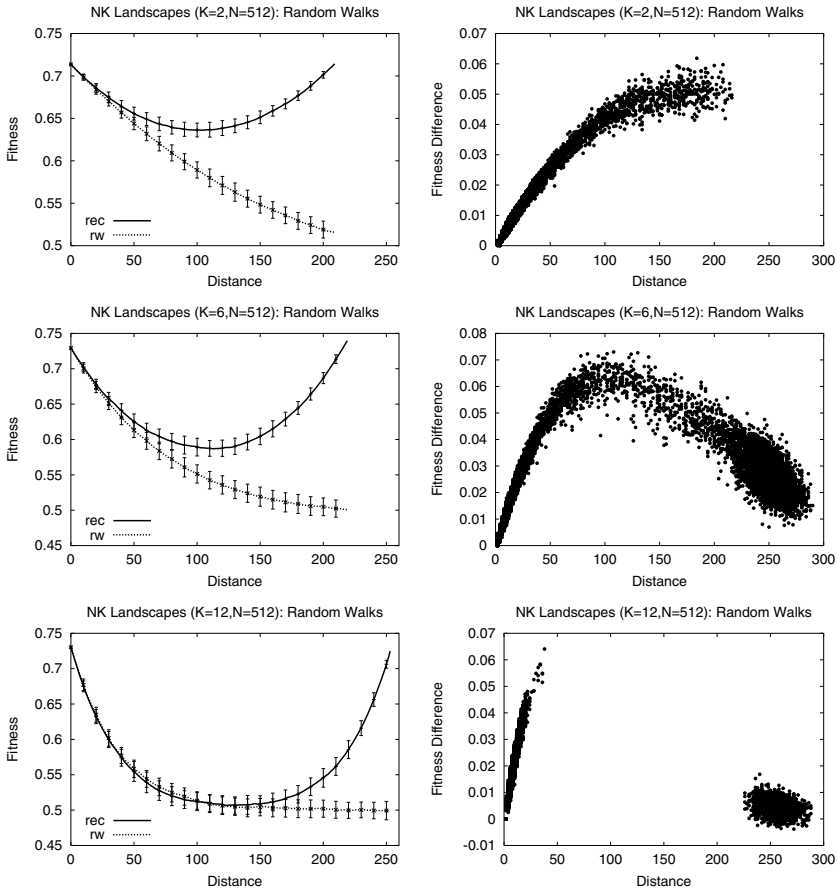 NK Landscapes (K=2,N=512): Random Walks
0.75
0.7
0.65
0.6
0.55
0.5
Fitness
rec
rw
0 50 100 150 200 250
Distance
NK Landscapes (K=2,N=512): Random Walks
0.07
0.06
0.05
0.04
0.03
0.02
0.01
0
Fitness Difference
0 50 100 150 200 250 300
Distance
NK Landscapes (K=6,N=512): Random Walks
0.75
0.7
0.65
0.6
0.55
0.5
0.45
Fitness
rec
rw
0 50 100 150 200 250
Distance
NK Landscapes (K=6,N=512): Random Walks
0.08
0.07
0.06
0.05
0.04
0.03
0.02
0.01
0
Fitness Difference
0 50 100 150 200 250 300
Distance
NK Landscapes (K=12,N=512): Random Walks
0.75
0.7
0.65
0.6
0.55
0.5
0.45
Fitness
rec
rw
0 50 100 150 200 250
Distance
NK Landscapes (K=12,N=512): Random Walks
0.07
0.06
0.05
0.04
0.03
0.02
0.01
0
-0.01
Fitness Difference
0 50 100 150 200 250 300
Distance